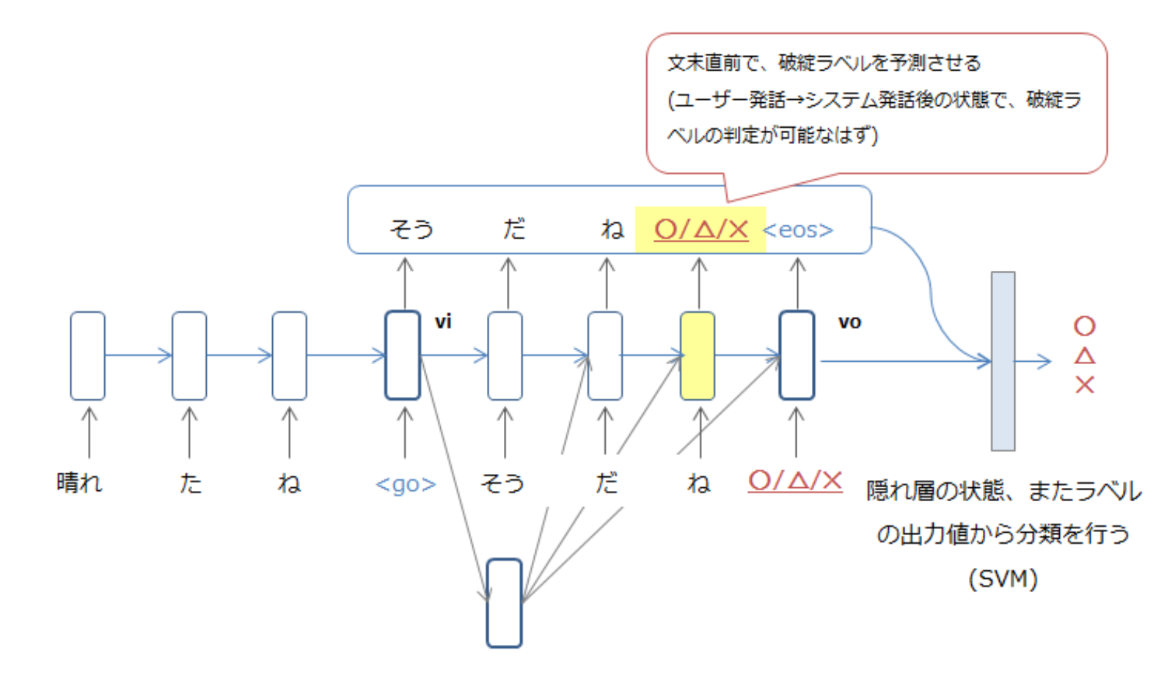 文末直前で、破綻ラベルを予測させる
(ユーザー発話→システム発話後の状態で、破綻ラ
ベルの判定が可能なはず)
そう だ ね 〇/△/× <eos>
vi vo
〇
△
×
晴れ た ね <go> そう だ ね 〇/△/×
隠れ層の状態、またラベル
の出力値から分類を行う
(SVM)